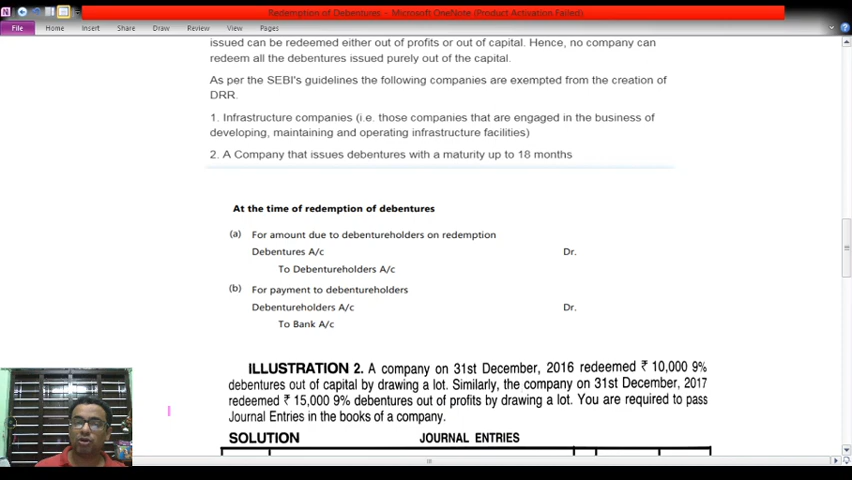 Redemption of Debentures - Microsoft OneNote (Product Activation Failed)
File Home Insert Share Draw Review View Pages
issued can be redeemed either out of profits or out of capital. Hence, no company can
redeem all the debentures issued purely out of the capital.
As per the SEBI's guidelines the following companies are exempted from the creation of
DRR.
1. Infrastructure companies (i.e. those companies that are engaged in the business of
developing, maintaining and operating infrastructure facilities)
2. A Company that issues debentures with a maturity up to 18 months
At the time of redemption of debentures
(a) For amount due to debentureholders on redemption
Debentures A/c Dr.
To Debentureholders A/c
(b) For payment to debentureholders
Debentureholders A/c Dr.
To Bank A/c
ILLUSTRATION 2. A company on 31st December, 2016 redeemed ₹ 10,000 9%
debentures out of capital by drawing a lot. Similarly, the company on 31st December, 2017
redeemed ₹ 15,000 9% debentures out of profits by drawing a lot. You are required to pass
Journal Entries in the books of a company.
SOLUTION JOURNAL ENTRIES